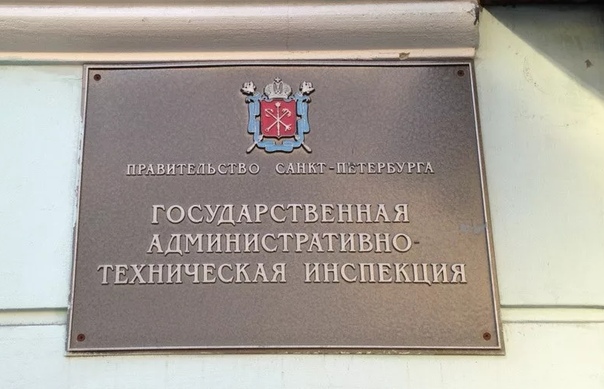 ПРАВИТЕЛЬСТВО САНКТ-ПЕТЕРБУРГА
ГОСУДАРСТВЕННАЯ
АДМИНИСТРАТИВНО-
ТЕХНИЧЕСКАЯ ИНСПЕКЦИЯ